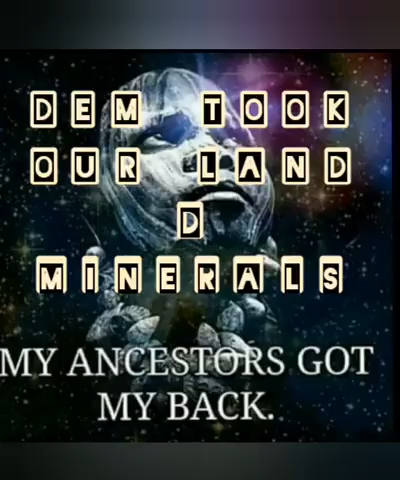 DEM TOOK
OUR LAND
D
MINERALS
MY ANCESTORS GOT
MY BACK.